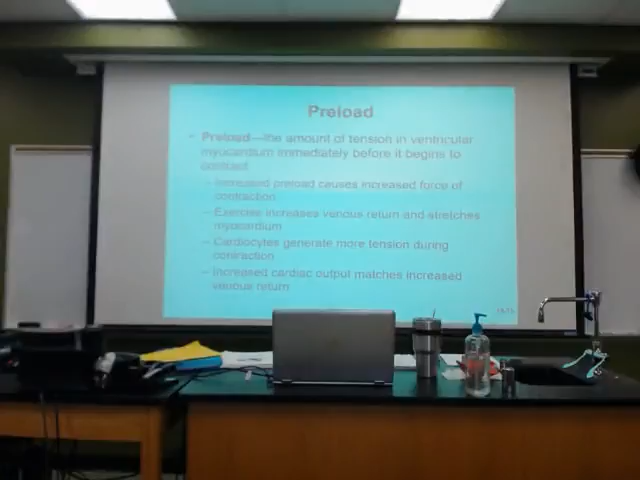 Preload
• Preload—the amount of tension in ventricular
myocardium immediately before it begins to
contract
– Increased preload causes increased force of
contraction
– Exercise increases venous return and stretches
myocardium
– Cardiocytes generate more tension during
contraction
– Increased cardiac output matches increased
venous return